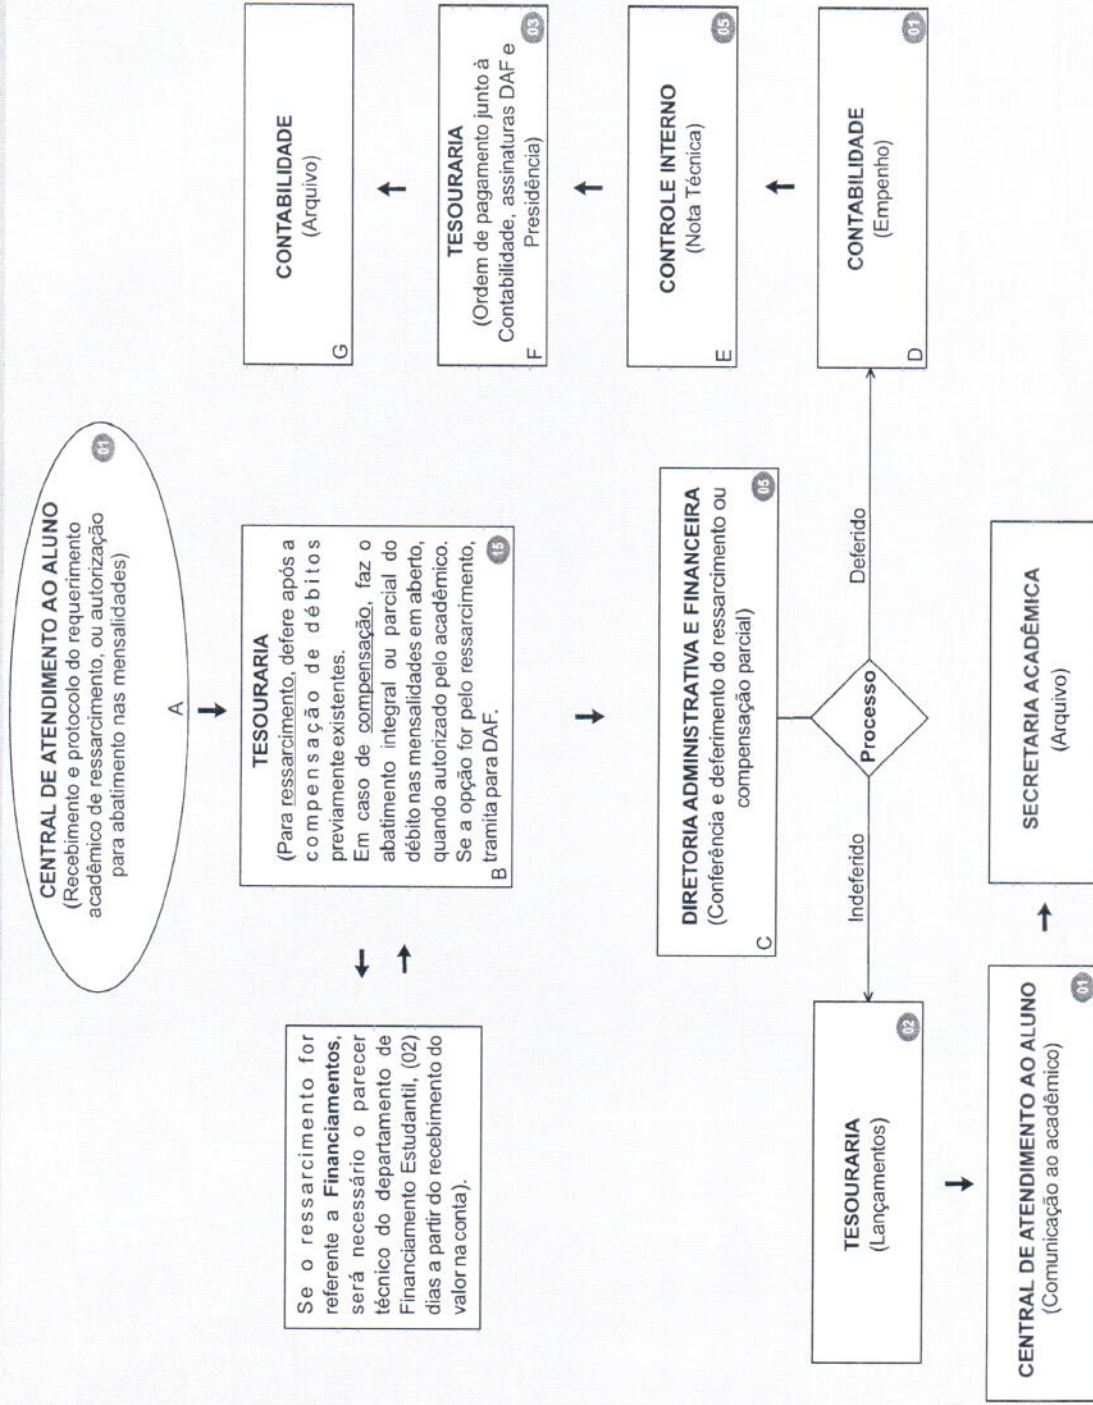 CENTRAL DE ATENDIMENTO AO ALUNO
(Recebimento e protocolo do requerimento
acadêmico de ressarcimento, ou autorização
para abatimento nas mensalidades)
01
A
TESOURARIA
(Para ressarcimento, defere após a
compensação de débitos
previamente existentes.
Em caso de compensação, faz o
abatimento integral ou parcial do
débito nas mensalidades em aberto,
quando autorizado pelo acadêmico.
Se a opção for pelo ressarcimento,
tramita para DAF.
B
15
Se o ressarcimento for
referente a Financiamentos,
será necessário o parecer
técnico do departamento de
Financiamento Estudantil, (02)
dias a partir do recebimento do
valor na conta).
DIRETORIA ADMINISTRATIVA E FINANCEIRA
(Conferência e deferimento do ressarcimento ou
compensação parcial)
C
05
Processo
Indeferido
Deferido
TESOURARIA
(Lançamentos)
02
CENTRAL DE ATENDIMENTO AO ALUNO
(Comunicação ao acadêmico)
01
SECRETARIA ACADÊMICA
(Arquivo)
CONTABILIDADE
(Empenho)
D
01
CONTROLE INTERNO
(Nota Técnica)
E
05
TESOURARIA
(Ordem de pagamento junto à
Contabilidade, assinaturas DAF e
Presidência)
F
03
CONTABILIDADE
(Arquivo)
G